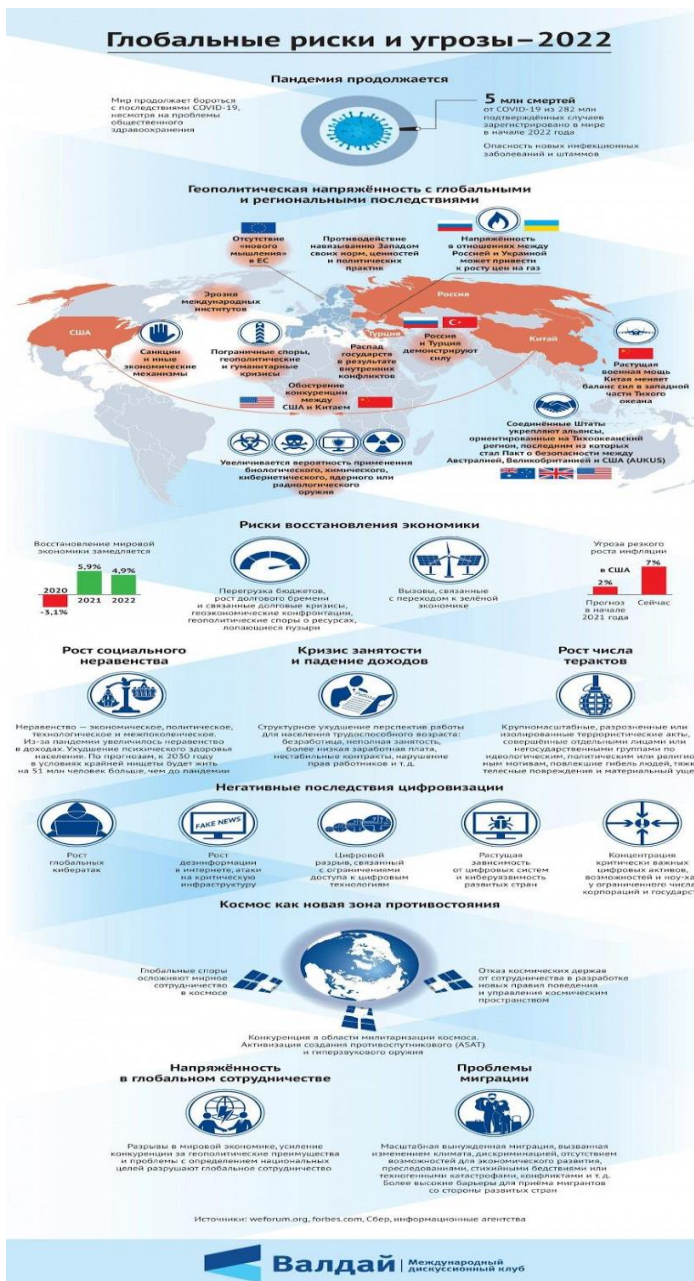 Глобальные риски и угрозы – 2022
Пандемия продолжается
Мир продолжает бороться
с последствиями COVID-19,
несмотря на проблемы
общественного
здравоохранения
5 млн смертей
от COVID-19 из 282 млн
подтверждённых случаев
зарегистрировано в мире
в начале 2022 года
Опасность новых инфекционных
заболеваний и штаммов
Геополитическая напряжённость с глобальными
и региональными последствиями
Отсутствие
«нового
мышления»
в ЕС
Противодействие
навязыванию Западом
своих норм, ценностей
и политических
практик
Напряжённость
в отношениях между
Россией и Украиной
может привести
к росту цен на газ
Эрозия
международных
институтов
Россия
США
Турция
Китай
Санкции
и иные
экономические
механизмы
Пограничные споры,
геополитические
и гуманитарные
кризисы
Распад
государств
в результате
внутренних
конфликтов
Россия
и Турция
демонстрируют
силу
Растущая
военная мощь
Китая меняет
баланс сил в западной
части Тихого
океана
Обострение
конкуренции
между
США и Китаем
Соединённые Штаты
укрепляют альянсы,
ориентированные на Тихоокеанский
регион, последним из которых
стал Пакт о безопасности между
Австралией, Великобританией и США (AUKUS)
Увеличивается вероятность применения
биологического, химического,
кибернетического, ядерного или
радиологического
оружия
Риски восстановления экономики
Восстановление мировой
экономики замедляется
5,9%
4,9%
2020
2021
2022
-3,1%
Перегрузка бюджетов,
рост долгового бремени
и связанные долговые кризисы,
геоэкономические конфронтации,
геополитические споры о ресурсах,
лопающиеся пузыри
Вызовы, связанные
с переходом к зелёной
экономике
Угроза резкого
роста инфляции
в США
7%
2%
Прогноз
в начале
2021 года
Сейчас
Рост социального
неравенства
Неравенство — экономическое, политическое,
технологическое и межпоколенческое.
Из-за пандемии увеличилось неравенство
в доходах. Ухудшение психического здоровья
населения. По прогнозам, к 2030 году
в условиях крайней нищеты будет жить
на 51 млн человек больше, чем до пандемии
Кризис занятости
и падение доходов
Структурное ухудшение перспектив работы
для населения трудоспособного возраста:
безработица, неполная занятость,
более низкая заработная плата,
нестабильные контракты, нарушение
прав работников и т. д.
Рост числа
терактов
Крупномасштабные, разрозненные или
изолированные террористические акты,
совершённые отдельными лицами или
негосударственными группами по
идеологическим, политическим или религио
ным мотивам, повлекшие гибель людей, тяж
телесные повреждения и материальный уще
Негативные последствия цифровизации
Рост
глобальных
кибератак
FAKE NEWS
Рост
дезинформации
в интернете, атаки
на критическую
инфраструктуру
Цифровой
разрыв, связанный
с ограничениями
доступа к цифровым
технологиям
Растущая
зависимость
от цифровых систем
и киберуязвимость
развитых стран
Концентрация
критически важных
цифровых активов,
возможностей и ноу-ха
у ограниченного числа
корпораций и государст
Космос как новая зона противостояния
Глобальные споры
осложняют мирное
сотрудничество
в космосе
Отказ космических держав
от сотрудничества в разработке
новых правил поведения
и управления космическим
пространством
Конкуренция в области милитаризации космоса.
Активизация создания противоспутникового (ASAT)
и гиперзвукового оружия
Напряжённость
в глобальном сотрудничестве
Разрывы в мировой экономике, усиление
конкуренции за геополитические преимущества
и проблемы с определением национальных
целей разрушают глобальное сотрудничество
Проблемы
миграции
Масштабная вынужденная миграция, вызванная
изменением климата, дискриминацией, отсутствием
возможностей для экономического развития,
преследованиями, стихийными бедствиями или
техногенными катастрофами, конфликтами и т. д.
Более высокие барьеры для приёма мигрантов
со стороны развитых стран
Источники: weforum.org, forbes.com, Сбер, информационные агентства
Валдай
Международный
дискуссионный клуб